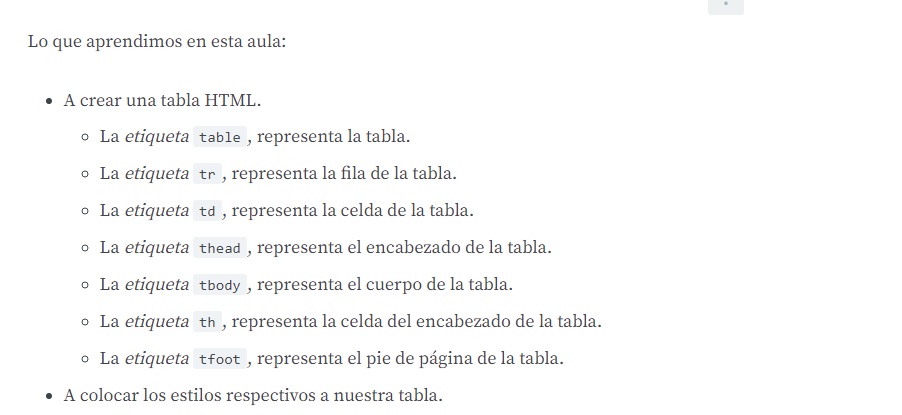 Lo que aprendimos en esta aula:
A crear una tabla HTML.
La etiqueta table, representa la tabla.
La etiqueta tr, representa la fila de la tabla.
La etiqueta td, representa la celda de la tabla.
La etiqueta thead, representa el encabezado de la tabla.
La etiqueta tbody, representa el cuerpo de la tabla.
La etiqueta th, representa la celda del encabezado de la tabla.
La etiqueta tfoot, representa el pie de página de la tabla.
A colocar los estilos respectivos a nuestra tabla.